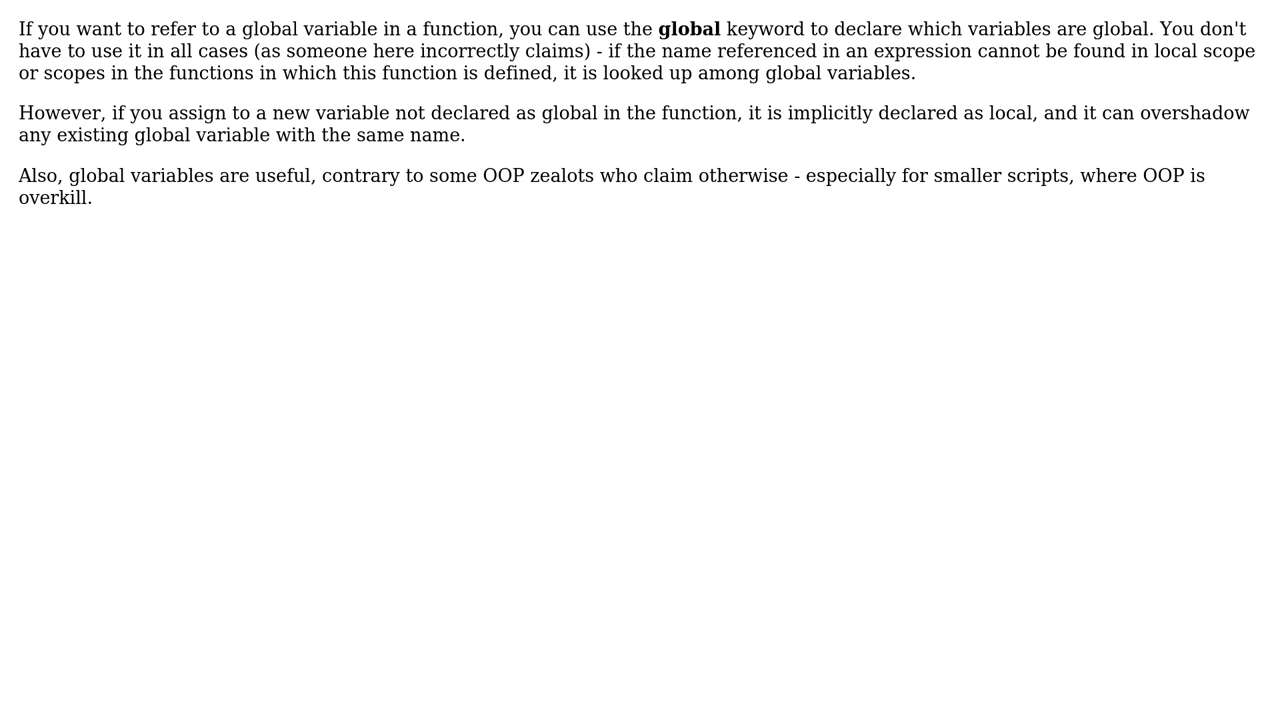 If you want to refer to a global variable in a function, you can use the global keyword to declare which variables are global. You don't
have to use it in all cases (as someone here incorrectly claims) - if the name referenced in an expression cannot be found in local scope
or scopes in the functions in which this function is defined, it is looked up among global variables.
However, if you assign to a new variable not declared as global in the function, it is implicitly declared as local, and it can overshadow
any existing global variable with the same name.
Also, global variables are useful, contrary to some OOP zealots who claim otherwise - especially for smaller scripts, where OOP is
overkill.